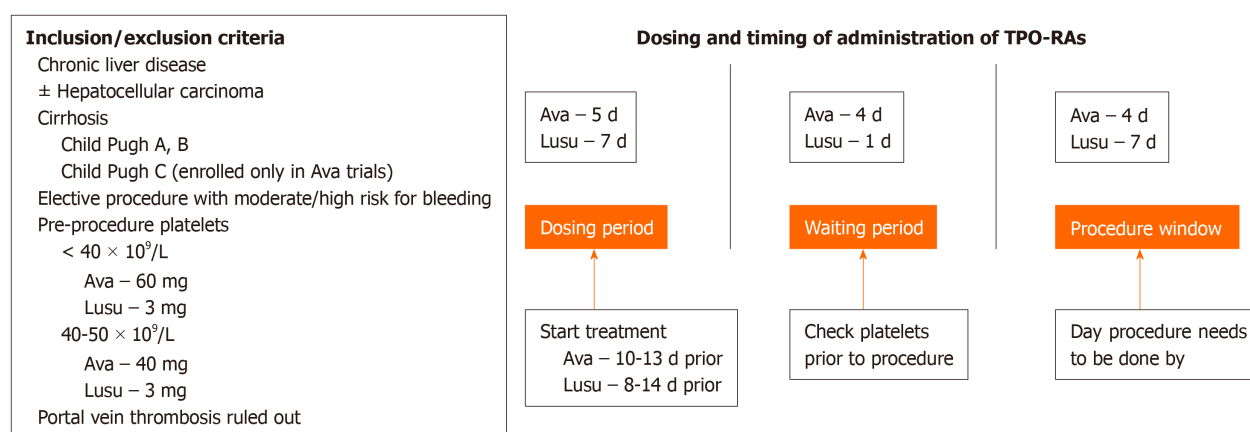 Inclusion/exclusion criteria
Chronic liver disease
± Hepatocellular carcinoma
Cirrhosis
Child Pugh A, B
Child Pugh C (enrolled only in Ava trials)
Elective procedure with moderate/high risk for bleeding
Pre-procedure platelets
< 40 × 10⁹/L
Ava – 60 mg
Lusu – 3 mg
40-50 × 10⁹/L
Ava – 40 mg
Lusu – 3 mg
Portal vein thrombosis ruled out
Dosing and timing of administration of TPO-RAs
Ava – 5 d
Lusu – 7 d
Dosing period
Start treatment
Ava – 10-13 d prior
Lusu – 8-14 d prior
Ava – 4 d
Lusu – 1 d
Waiting period
Check platelets
prior to procedure
Ava – 4 d
Lusu – 7 d
Procedure window
Day procedure needs
to be done by